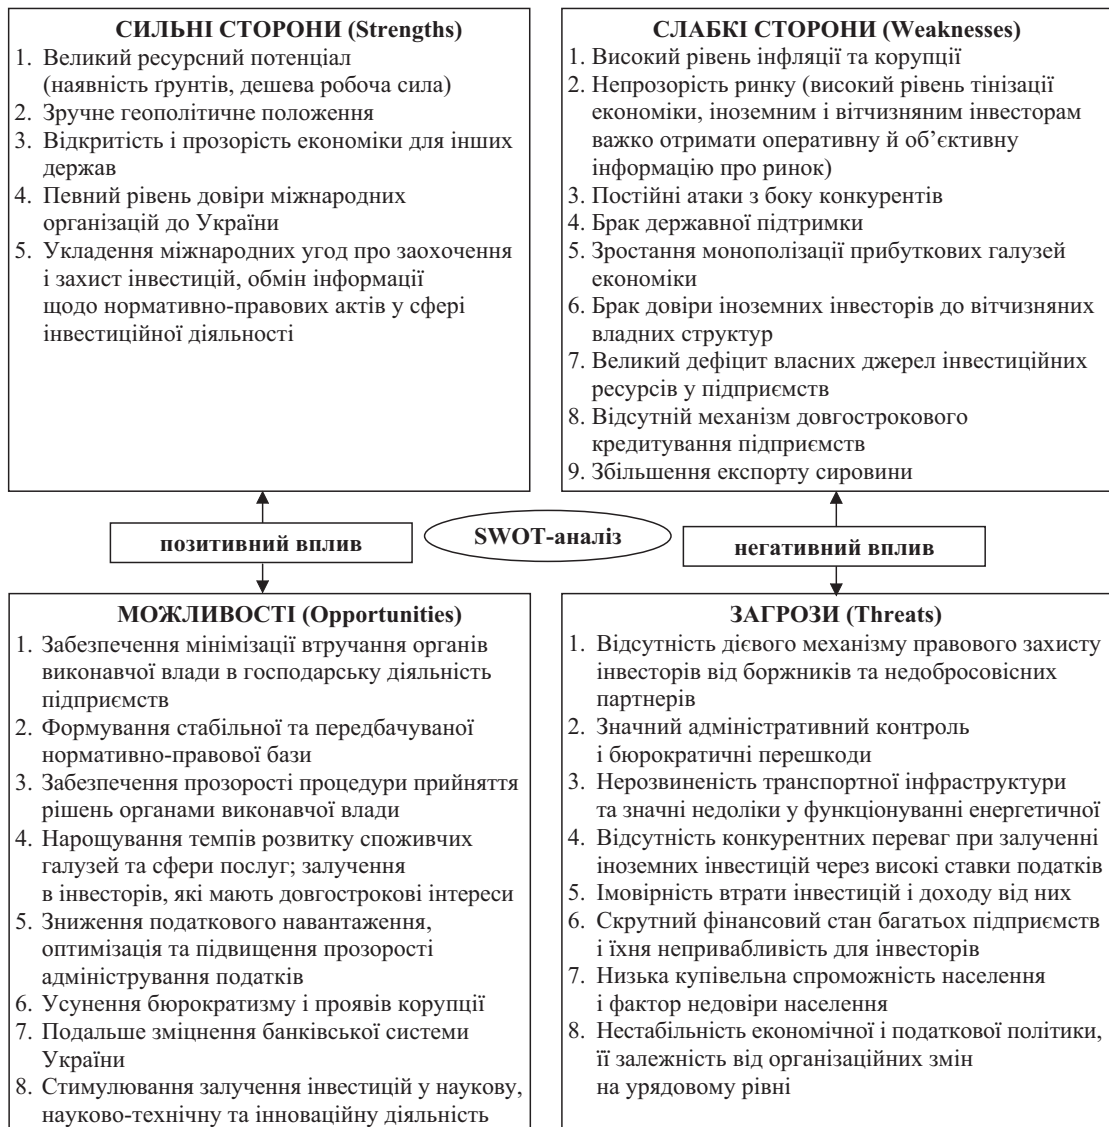 СИЛЬНІ СТОРОНИ (Strengths)
1. Великий ресурсний потенціал
(наявність ґрунтів, дешева робоча сила)
2. Зручне геополітичне положення
3. Відкритість і прозорість економіки для інших
держав
4. Певний рівень довіри міжнародних
організацій до України
5. Укладення міжнародних угод про заохочення
і захист інвестицій, обмін інформації
щодо нормативно-правових актів у сфері
інвестиційної діяльності
СЛАБКІ СТОРОНИ (Weaknesses)
1. Високий рівень інфляції та корупції
2. Непрозорість ринку (високий рівень тінізації
економіки, іноземним і вітчизняним інвесторам
важко отримати оперативну й об’єктивну
інформацію про ринок)
3. Постійні атаки з боку конкурентів
4. Брак державної підтримки
5. Зростання монополізації прибуткових галузей
економіки
6. Брак довіри іноземних інвесторів до вітчизняних
владних структур
7. Великий дефіцит власних джерел інвестиційних
ресурсів у підприємств
8. Відсутній механізм довгострокового
кредитування підприємств
9. Збільшення експорту сировини
позитивний вплив
SWOT-аналіз
негативний вплив
МОЖЛИВОСТІ (Opportunities)
1. Забезпечення мінімізації втручання органів
виконавчої влади в господарську діяльність
підприємств
2. Формування стабільної та передбачуваної
нормативно-правової бази
3. Забезпечення прозорості процедури прийняття
рішень органами виконавчої влади
4. Нарощування темпів розвитку споживчих
галузей та сфери послуг; залучення
в інвесторів, які мають довгострокові інтереси
5. Зниження податкового навантаження,
оптимізація та підвищення прозорості
адміністрування податків
6. Усунення бюрократизму і проявів корупції
7. Подальше зміцнення банківської системи
України
8. Стимулювання залучення інвестицій у наукову,
науково-технічну та інноваційну діяльність
ЗАГРОЗИ (Threats)
1. Відсутність дієвого механізму правового захисту
інвесторів від боржників та недобросовісних
партнерів
2. Значний адміністративний контроль
і бюрократичні перешкоди
3. Нерозвиненість транспортної інфраструктури
та значні недоліки у функціонуванні енергетичної
4. Відсутність конкурентних переваг при залученні
іноземних інвестицій через високі ставки податків
5. Імовірність втрати інвестицій і доходу від них
6. Скрутний фінансовий стан багатьох підприємств
і їхня непривабливість для інвесторів
7. Низька купівельна спроможність населення
і фактор недовіри населення
8. Нестабільність економічної і податкової політики,
її залежність від організаційних змін
на урядовому рівні